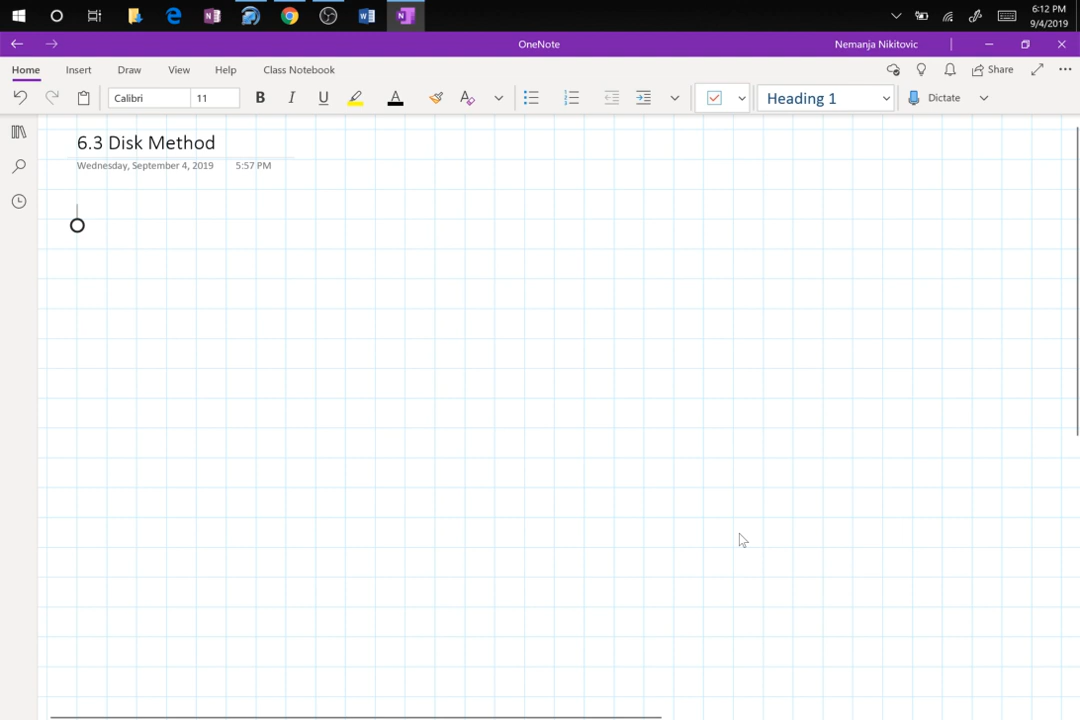 6:12 PM
9/4/2019
OneNote
Nemanja Nikitovic
Home Insert Draw View Help Class Notebook
Share
Calibri 11 B I U A A Heading 1 Dictate
6.3 Disk Method
Wednesday, September 4, 2019 5:57 PM